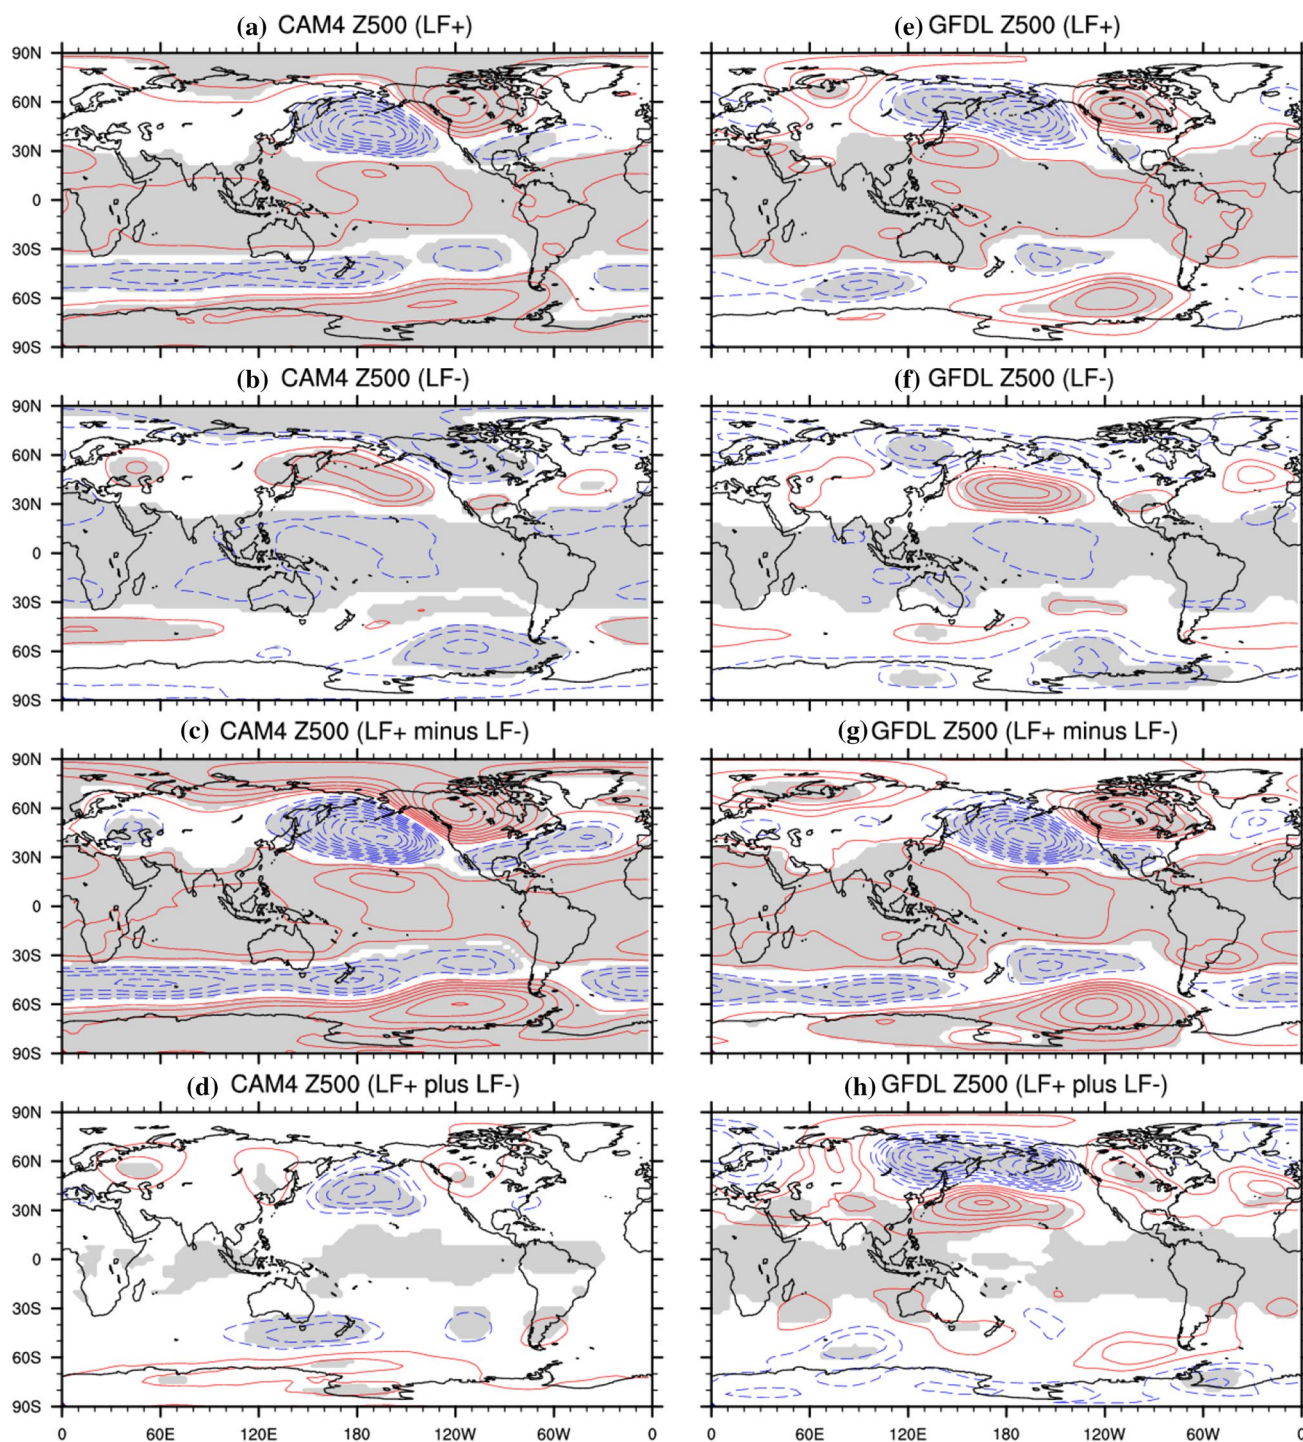 (a) CAM4 Z500 (LF+)
90N
60N
30N
0
30S
60S
90S
(e) GFDL Z500 (LF+)
(b) CAM4 Z500 (LF-)
90N
60N
30N
0
30S
60S
90S
(f) GFDL Z500 (LF-)
(c) CAM4 Z500 (LF+ minus LF-)
90N
60N
30N
0
30S
60S
90S
(g) GFDL Z500 (LF+ minus LF-)
(d) CAM4 Z500 (LF+ plus LF-)
90N
60N
30N
0
30S
60S
90S
0 60E 120E 180 120W 60W 0
(h) GFDL Z500 (LF+ plus LF-)
0 60E 120E 180 120W 60W 0